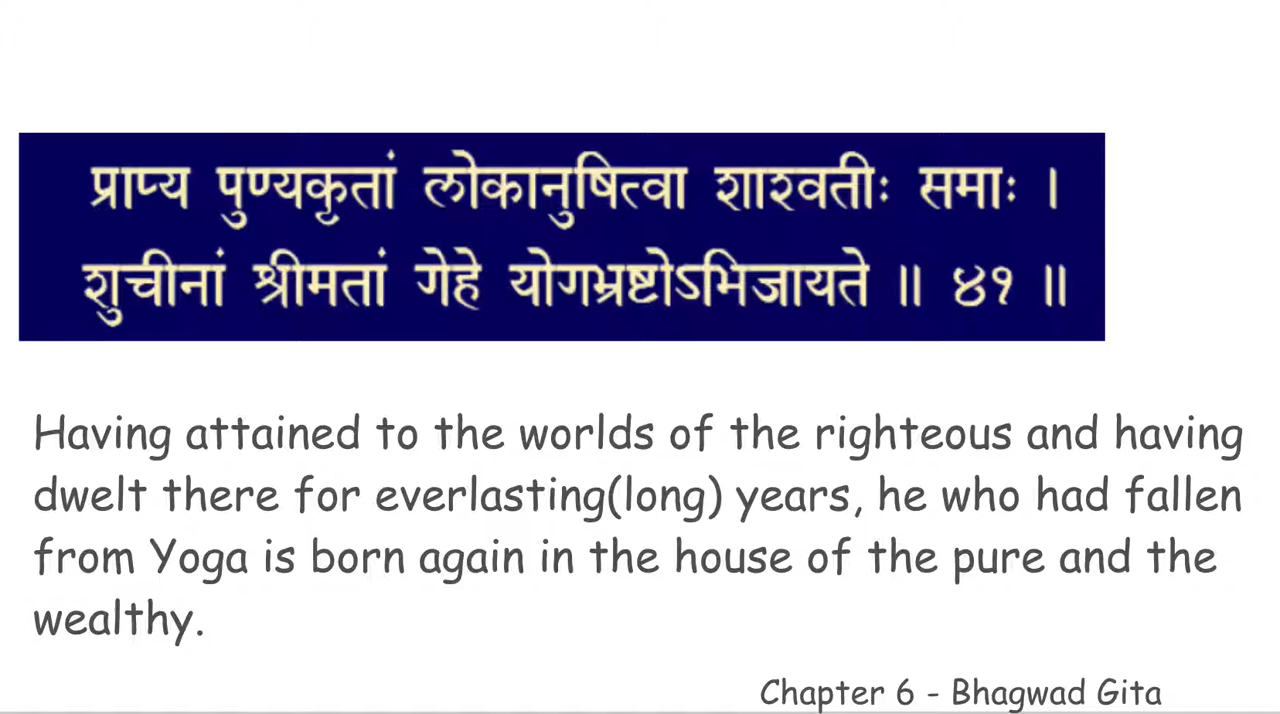 प्राप्य पुण्यकृतां लोकानुषित्वा शाश्वतीः समाः ।
शुचीनां श्रीमतां गेहे योगभ्रष्टोऽभिजायते ॥ ४१ ॥
Having attained to the worlds of the righteous and having
dwelt there for everlasting(long) years, he who had fallen
from Yoga is born again in the house of the pure and the
wealthy.
Chapter 6 - Bhagwad Gita